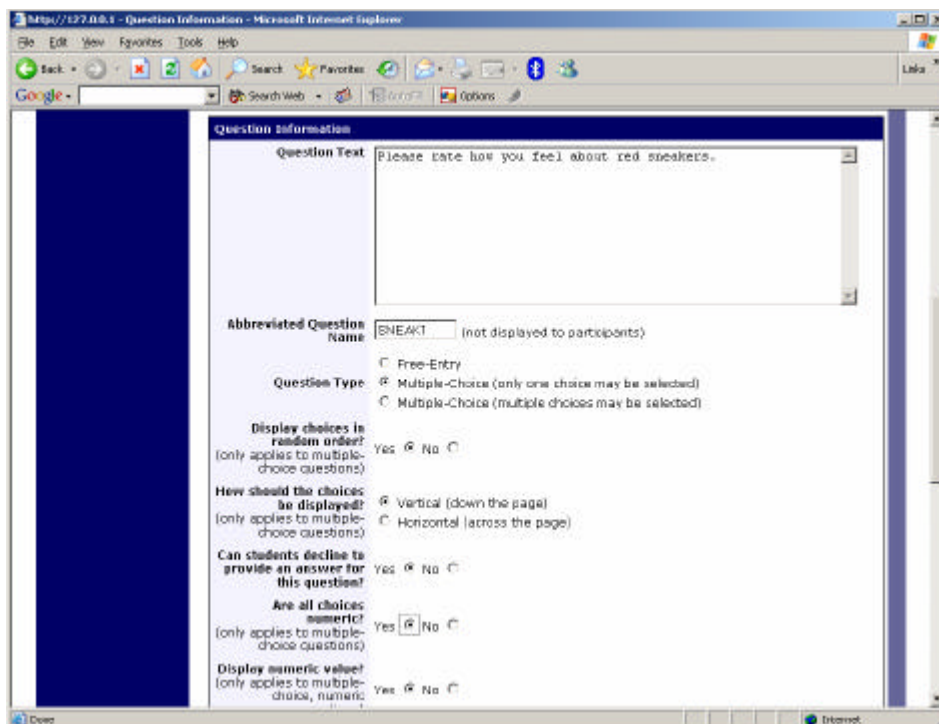 http://127.0.0.1 - Question Information - Microsoft Internet Explorer
File Edit View Favorites Tools Help
Back Search Favorites Links
Google Search Web Options
Question Information
Question Text Please rate how you feel about red sneakers.
Abbreviated Question
Name SNEAK1 (not displayed to participants)
Free-Entry
Question Type Multiple-Choice (only one choice may be selected)
Multiple-Choice (multiple choices may be selected)
Display choices in
random order?
(only applies to multiple-
choice questions)
Yes No
How should the choices
be displayed?
(only applies to multiple-
choice questions)
Vertical (down the page)
Horizontal (across the page)
Can students decline to
provide an answer for
this question?
Yes No
Are all choices
numeric?
(only applies to multiple-
choice questions)
Yes No
Display numeric value?
(only applies to multiple-
choice, numeric
Yes No
Done Internet